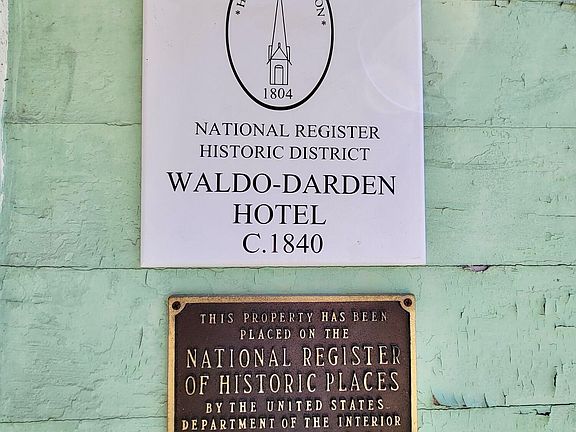 1804
NATIONAL REGISTER
HISTORIC DISTRICT
WALDO-DARDEN
HOTEL
C.1840
THIS PROPERTY HAS BEEN
PLACED ON THE
NATIONAL REGISTER
OF HISTORIC PLACES
BY THE UNITED STATES
DEPARTMENT OF THE INTERIOR